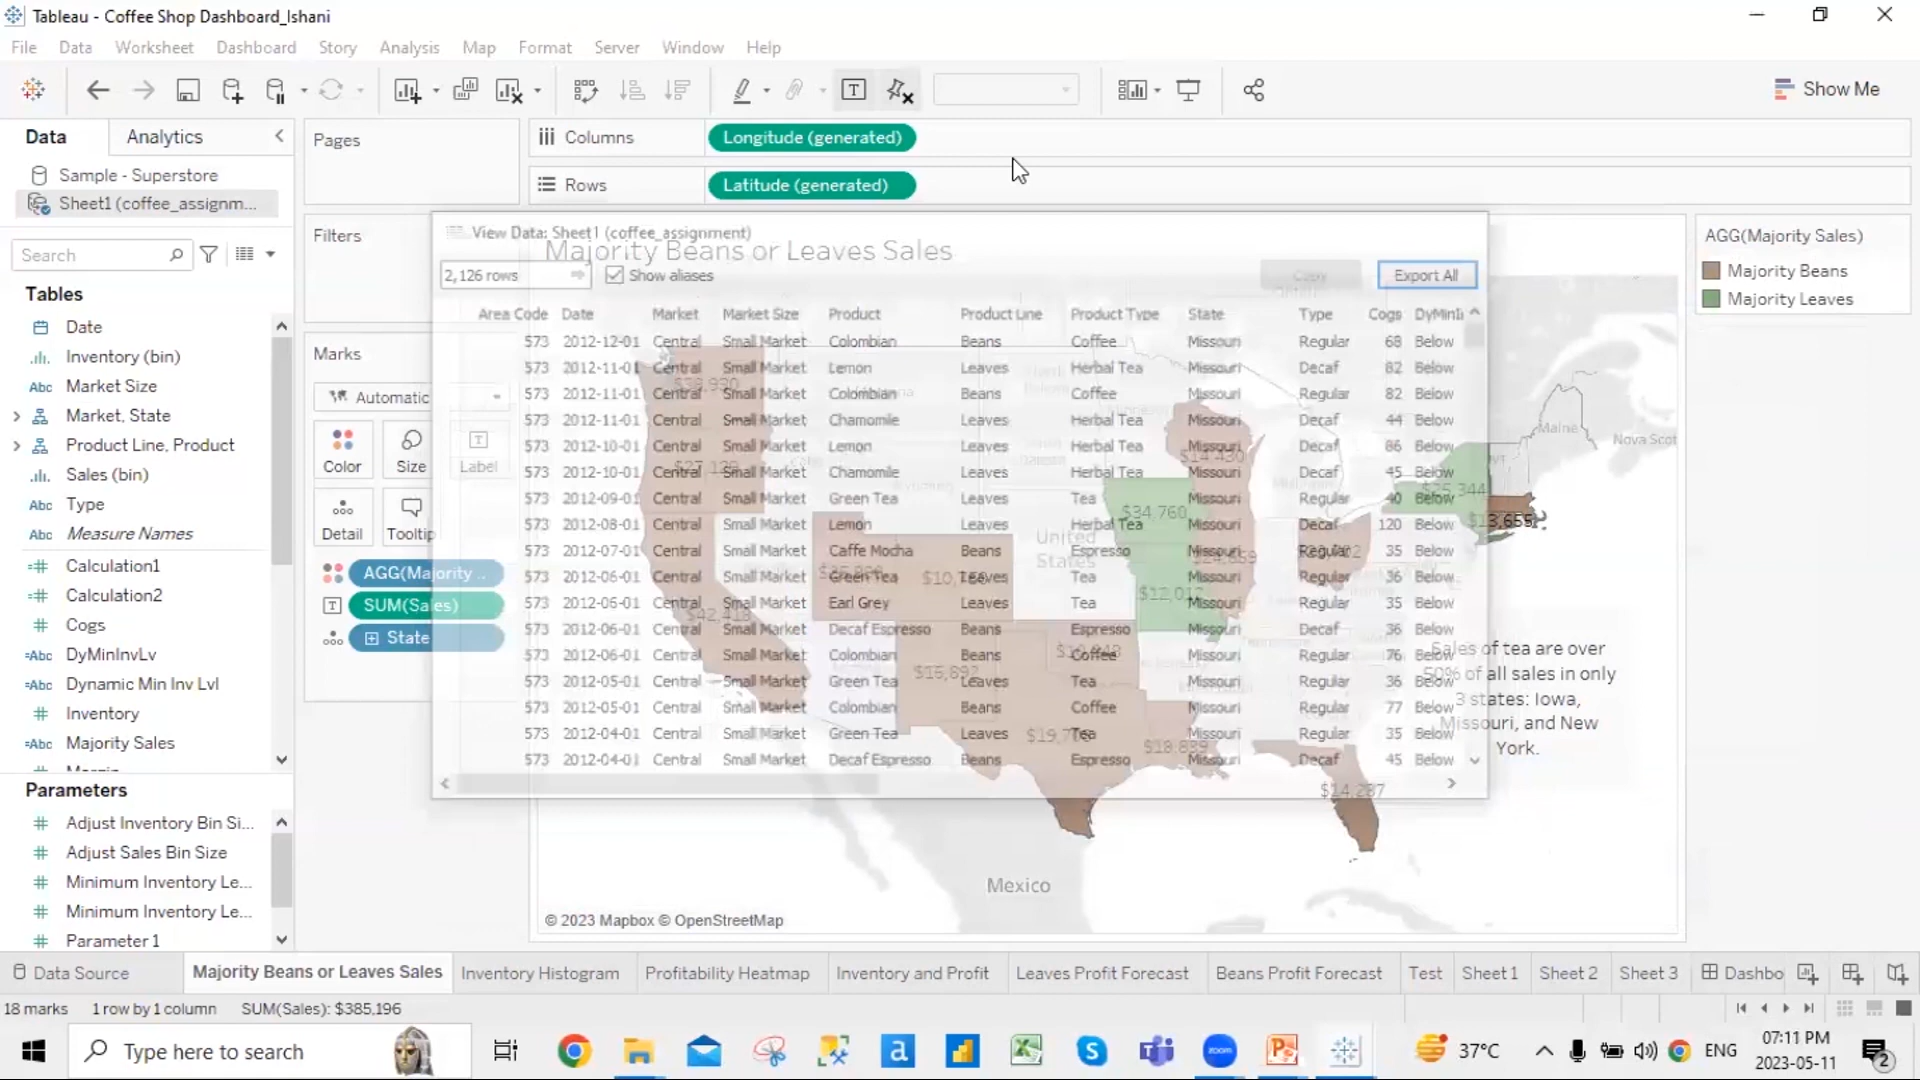 Tableau - Coffee Shop Dashboard_Ishani
File Data Worksheet Dashboard Story Analysis Map Format Server Window Help
Show Me
Data Analytics
Pages
Columns Longitude (generated)
Rows Latitude (generated)
Sample - Superstore
Sheet1 (coffee_assignm...
Search
Tables
Date
Inventory (bin)
Abc Market Size
Market, State
Product Line, Product
Sales (bin)
Abc Type
Abc Measure Names
Calculation1
Calculation2
Cogs
=Abc DyMinInvLv
=Abc Dynamic Min Inv Lvl
Inventory
=Abc Majority Sales
Parameters
Adjust Inventory Bin Si...
Adjust Sales Bin Size
Minimum Inventory Le...
Minimum Inventory Le...
Parameter 1
Filters
Marks
Automatic
Color Size Label
Detail Tooltip
AGG(Majority ..
SUM(Sales)
State
View Data: Sheet1 (coffee_assignment)
Majority Beans or Leaves Sales
2,126 rows Show aliases Copy Export All
Area Code Date Market Market Size Product Product Line Product Type State Type Cogs DyMinI
573 2012-12-01 Central Small Market Colombian Beans Coffee Missouri Regular 68 Below
573 2012-11-01 Central Small Market Lemon Leaves Herbal Tea Missouri Decaf 82 Below
573 2012-11-01 Central Small Market Colombian Beans Coffee Missouri Regular 82 Below
573 2012-11-01 Central Small Market Chamomile Leaves Herbal Tea Missouri Decaf 44 Below
573 2012-10-01 Central Small Market Lemon Leaves Herbal Tea Missouri Decaf 86 Below
573 2012-10-01 Central Small Market Chamomile Leaves Herbal Tea Missouri Decaf 45 Below
573 2012-09-01 Central Small Market Green Tea Leaves Tea Missouri Regular 40 Below
573 2012-08-01 Central Small Market Lemon Leaves Herbal Tea Missouri Decaf 120 Below
573 2012-07-01 Central Small Market Caffe Mocha Beans Espresso Missouri Regular 35 Below
573 2012-06-01 Central Small Market Green Tea Leaves Tea Missouri Regular 36 Below
573 2012-06-01 Central Small Market Earl Grey Leaves Tea Missouri Regular 35 Below
573 2012-06-01 Central Small Market Decaf Espresso Beans Espresso Missouri Decaf 36 Below
573 2012-06-01 Central Small Market Colombian Beans Coffee Missouri Regular 76 Below
573 2012-05-01 Central Small Market Green Tea Leaves Tea Missouri Regular 36 Below
573 2012-05-01 Central Small Market Colombian Beans Coffee Missouri Regular 77 Below
573 2012-04-01 Central Small Market Green Tea Leaves Tea Missouri Regular 35 Below
573 2012-04-01 Central Small Market Decaf Espresso Beans Espresso Missouri Decaf 45 Below
$34,760
$14,430
United
States
Maine
Nova Scot
Sales of tea are over
50% of all sales in only
3 states: Iowa,
Missouri, and New
York.
Mexico
© 2023 Mapbox © OpenStreetMap
AGG(Majority Sales)
Majority Beans
Majority Leaves
Data Source Majority Beans or Leaves Sales Inventory Histogram Profitability Heatmap Inventory and Profit Leaves Profit Forecast Beans Profit Forecast Test Sheet 1 Sheet 2 Sheet 3 Dashbo
18 marks 1 row by 1 column SUM(Sales): $385,196
Type here to search
37°C ENG 07:11 PM
2023-05-11
2